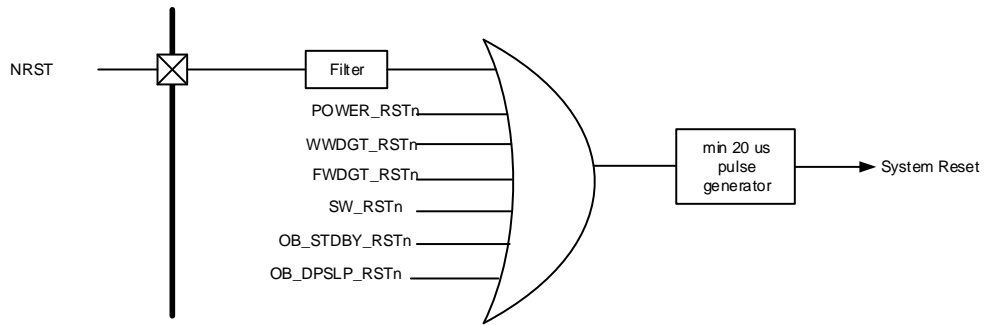 NRST
Filter
POWER_RSTn
WWDGT_RSTn
FWDGT_RSTn
SW_RSTn
OB_STDBY_RSTn
OB_DPSLP_RSTn
min 20 us
pulse
generator
System Reset